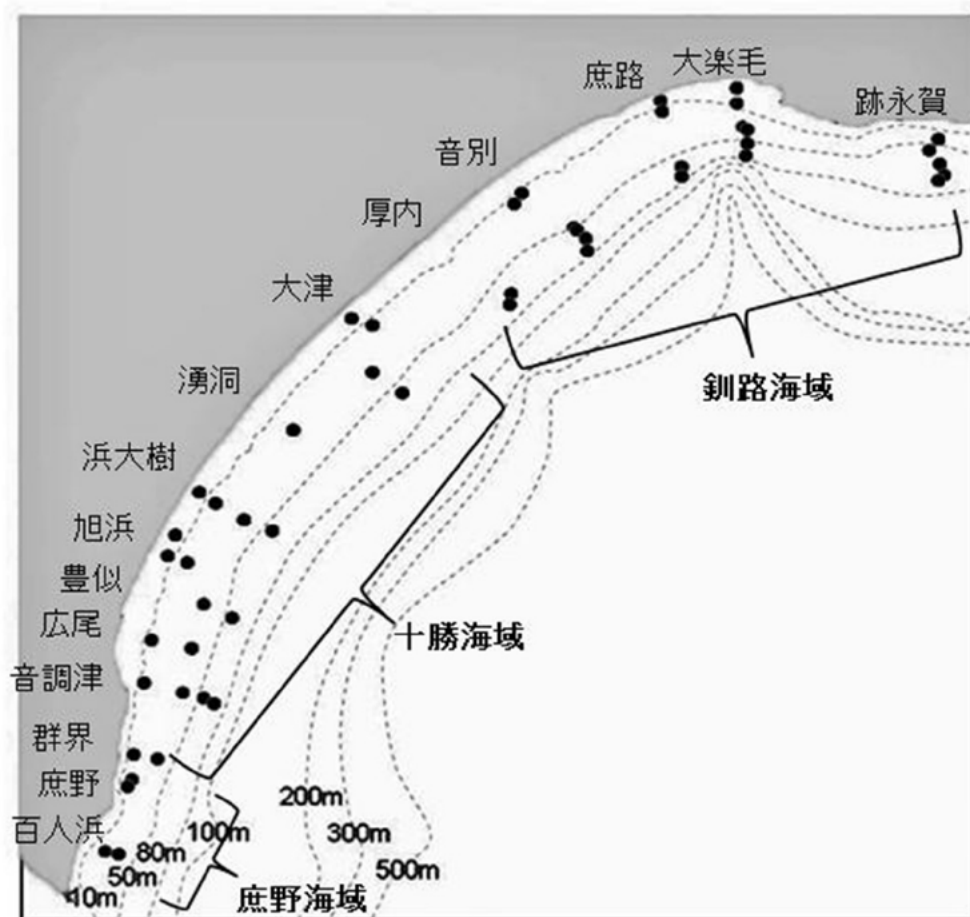 大楽毛
庶路
跡永賀
音別
厚内
大津
湧洞
釧路海域
浜大樹
旭浜
豊似
広尾
十勝海域
音調津
群界
庶野
200m
百人浜
100m
300m
80m
500m
50m
10m
庶野海域